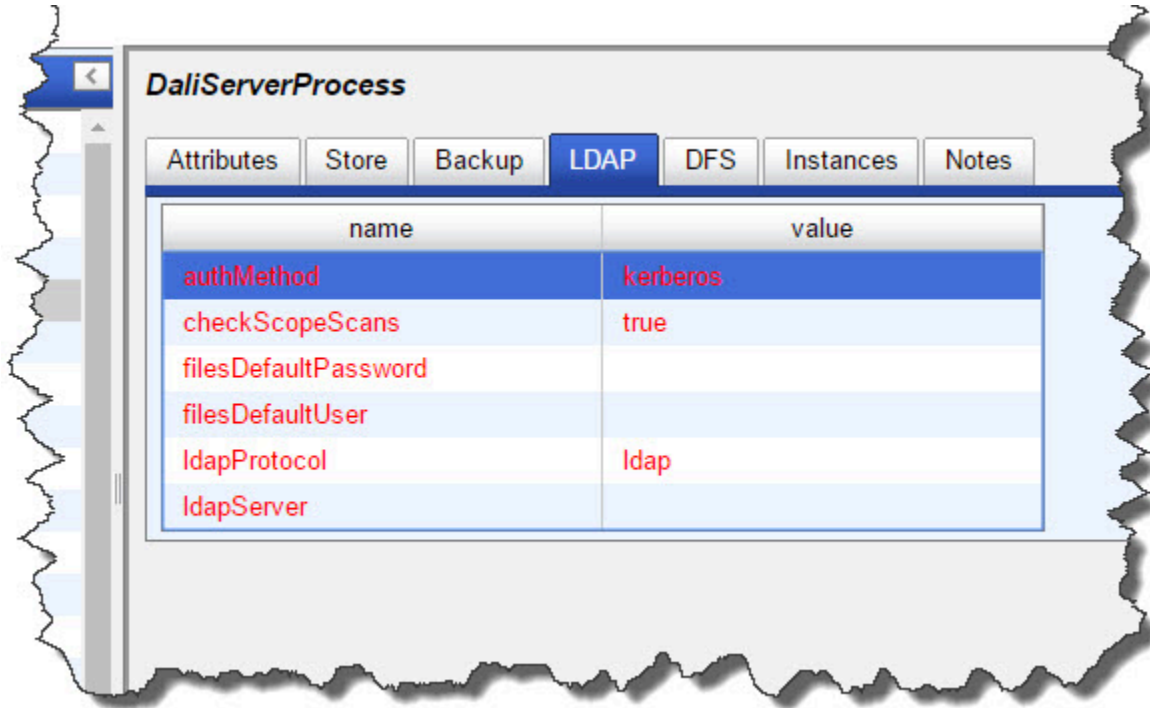 DaliServerProcess
Attributes Store Backup LDAP DFS Instances Notes
name value
authMethod kerberos
checkScopeScans true
filesDefaultPassword
filesDefaultUser
ldapProtocol ldap
ldapServer